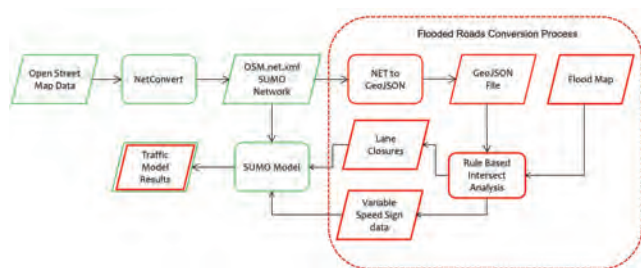 Flooded Roads Conversion Process
Open Street
Map Data
NetConvert
OSM.net.xml
SUMO
Network
NET to
GeoJSON
GeoJSON
File
Flood Map
Traffic
Model
Results
SUMO Model
Lane
Closures
Rule Based
Intersect
Analysis
Variable
Speed Sign
data